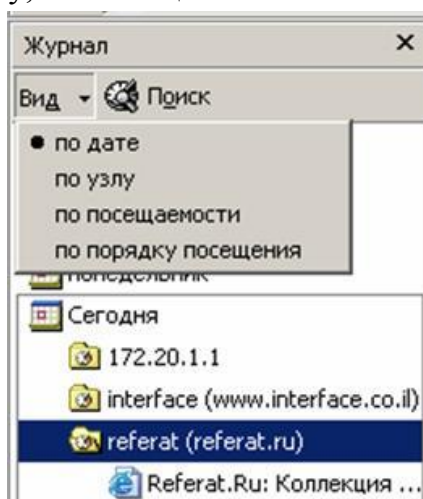 Журнал
Вид Поиск
по дате
по узлу
по посещаемости
по порядку посещения
понедельник
Сегодня
172.20.1.1
interface (www.interface.co.il)
referat (referat.ru)
Referat.Ru: Коллекция ...